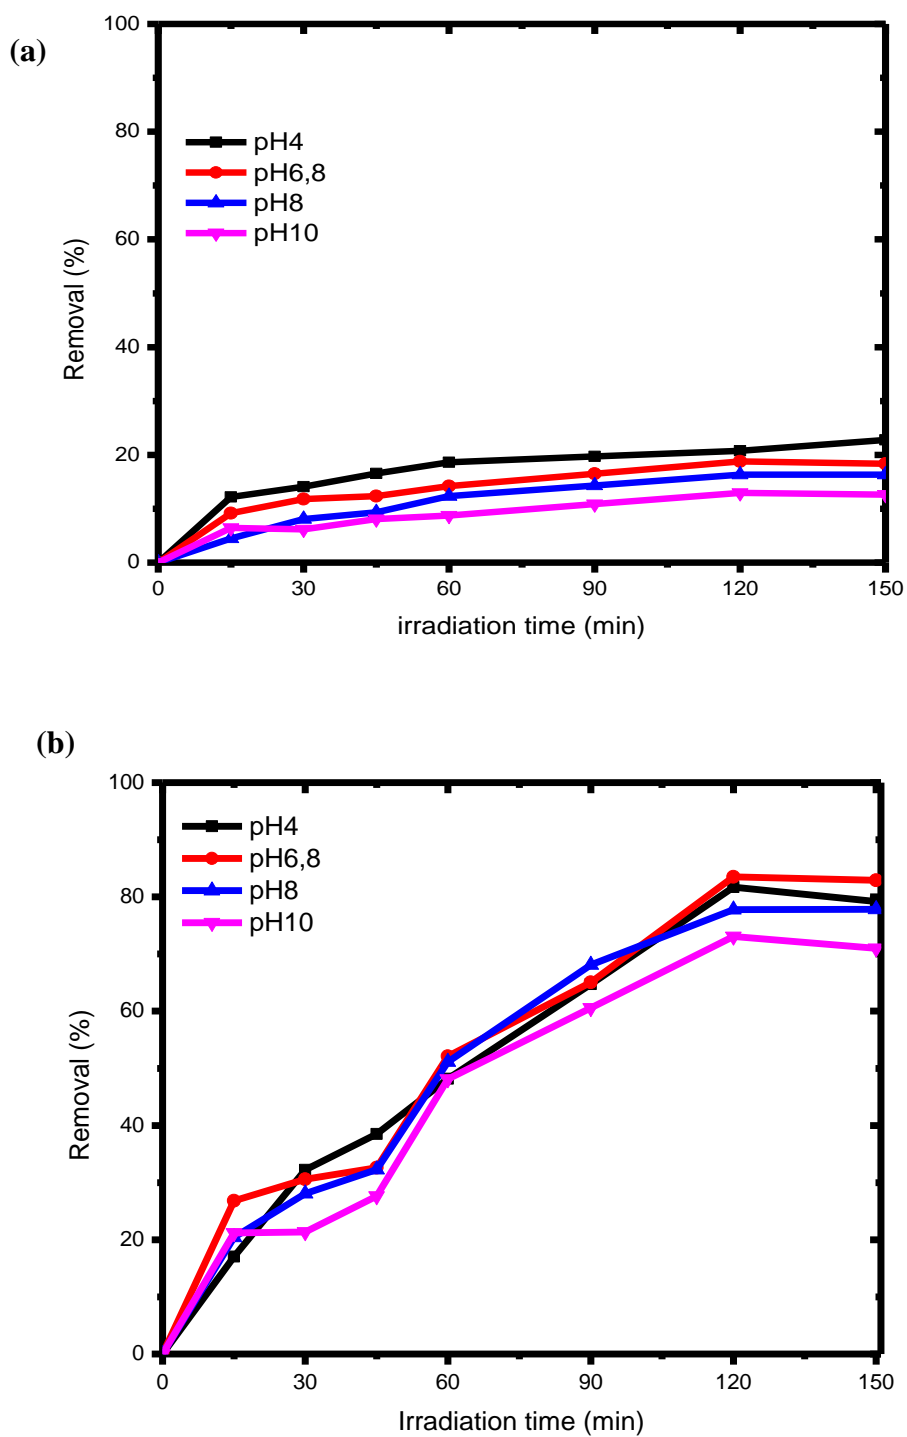 (a)
100
80
60
40
20
0
Removal (%)
pH4
pH6,8
pH8
pH10
0 30 60 90 120 150
irradiation time (min)
(b)
100
80
60
40
20
0
Removal (%)
pH4
pH6,8
pH8
pH10
0 30 60 90 120 150
Irradiation time (min)